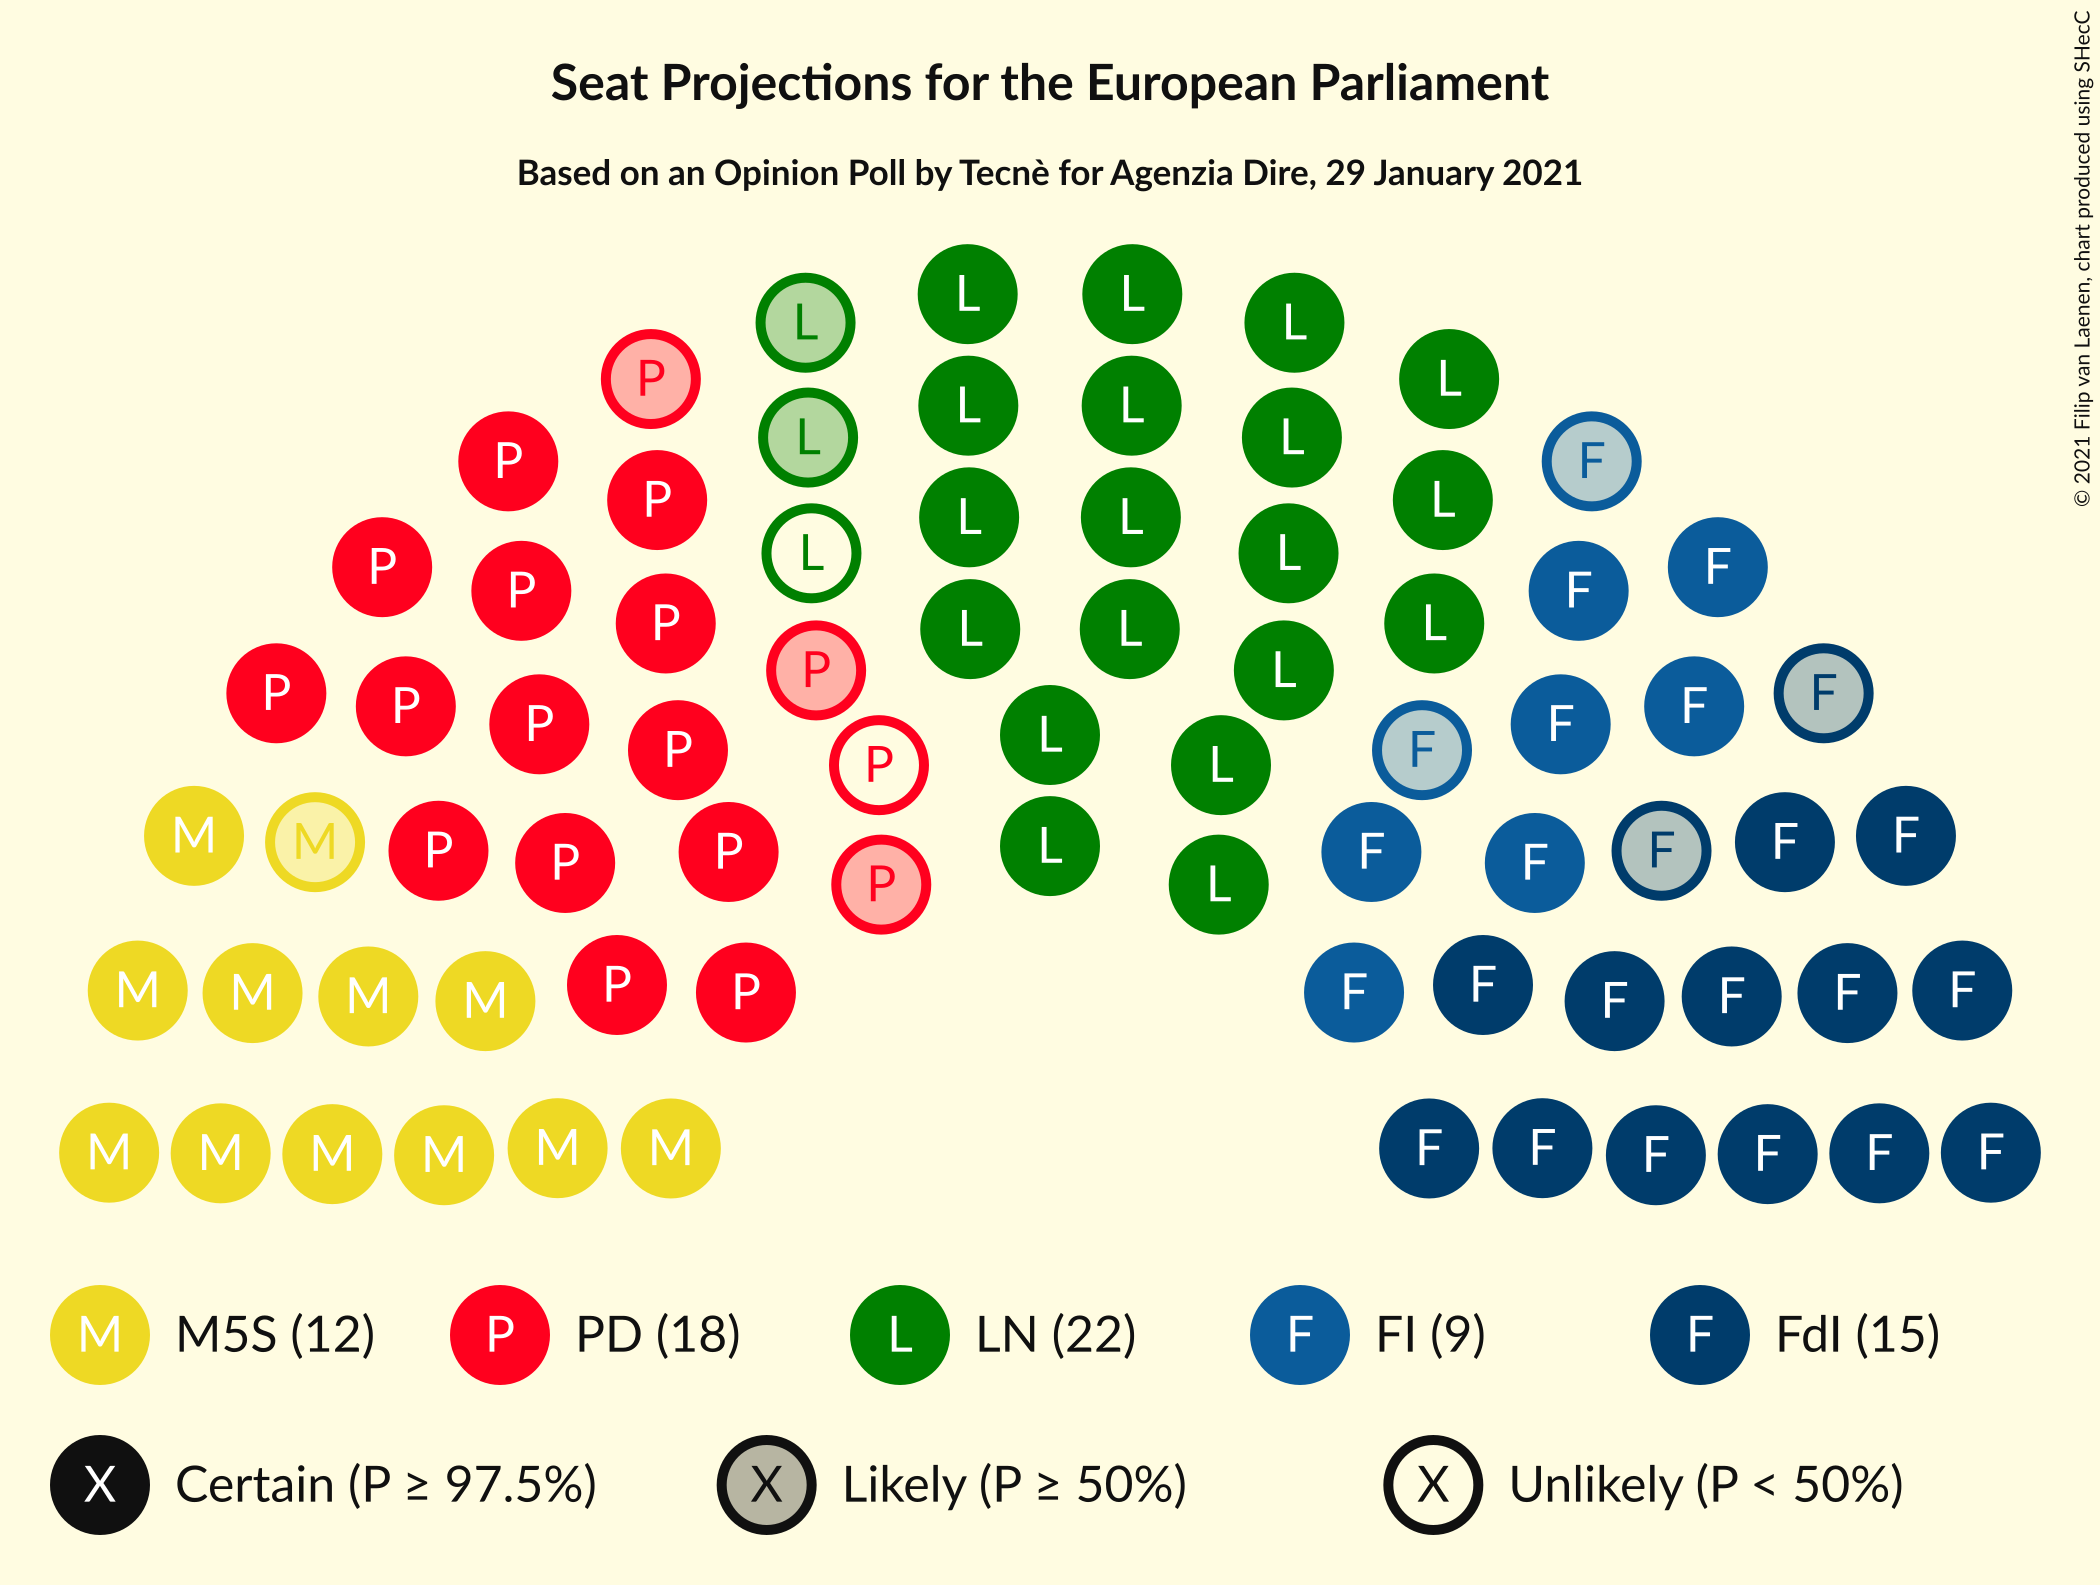 Seat Projections for the European Parliament
Based on an Opinion Poll by Tecnè for Agenzia Dire, 29 January 2021
© 2021 Filip van Laenen, chart produced using SHecC
L L L L
P L L
P L L L L F
P L L
P P L L L L F F
P P L L L L
P P P P P L L L F F F F
P P L L F F
M M P P P P L L F F F F F
M M M M P P F F F F F F
M M M M M M F F F F F F
M M5S (12) P PD (18) L LN (22) F FI (9) F FdI (15)
X Certain (P ≥ 97.5%) X Likely (P ≥ 50%) X Unlikely (P < 50%)